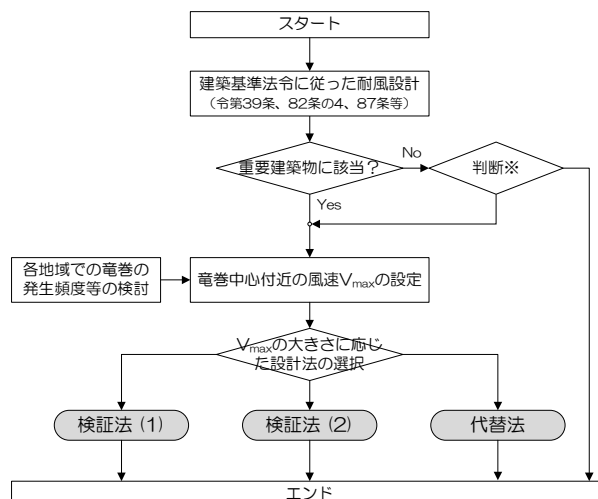 スタート
建築基準法令に従った耐風設計
（令第39条、82条の4、87条等）
重要建築物に該当？
No
判断※
Yes
各地域での竜巻の
発生頻度等の検討
竜巻中心付近の風速Vmaxの設定
Vmaxの大きさに応じ
た設計法の選択
検証法 (1)
検証法 (2)
代替法
エンド